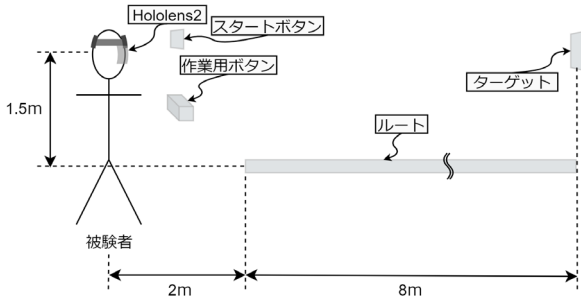 Hololens2
スタートボタン
作業用ボタン
ターゲット
1.5m
ルート
被験者
2m
8m